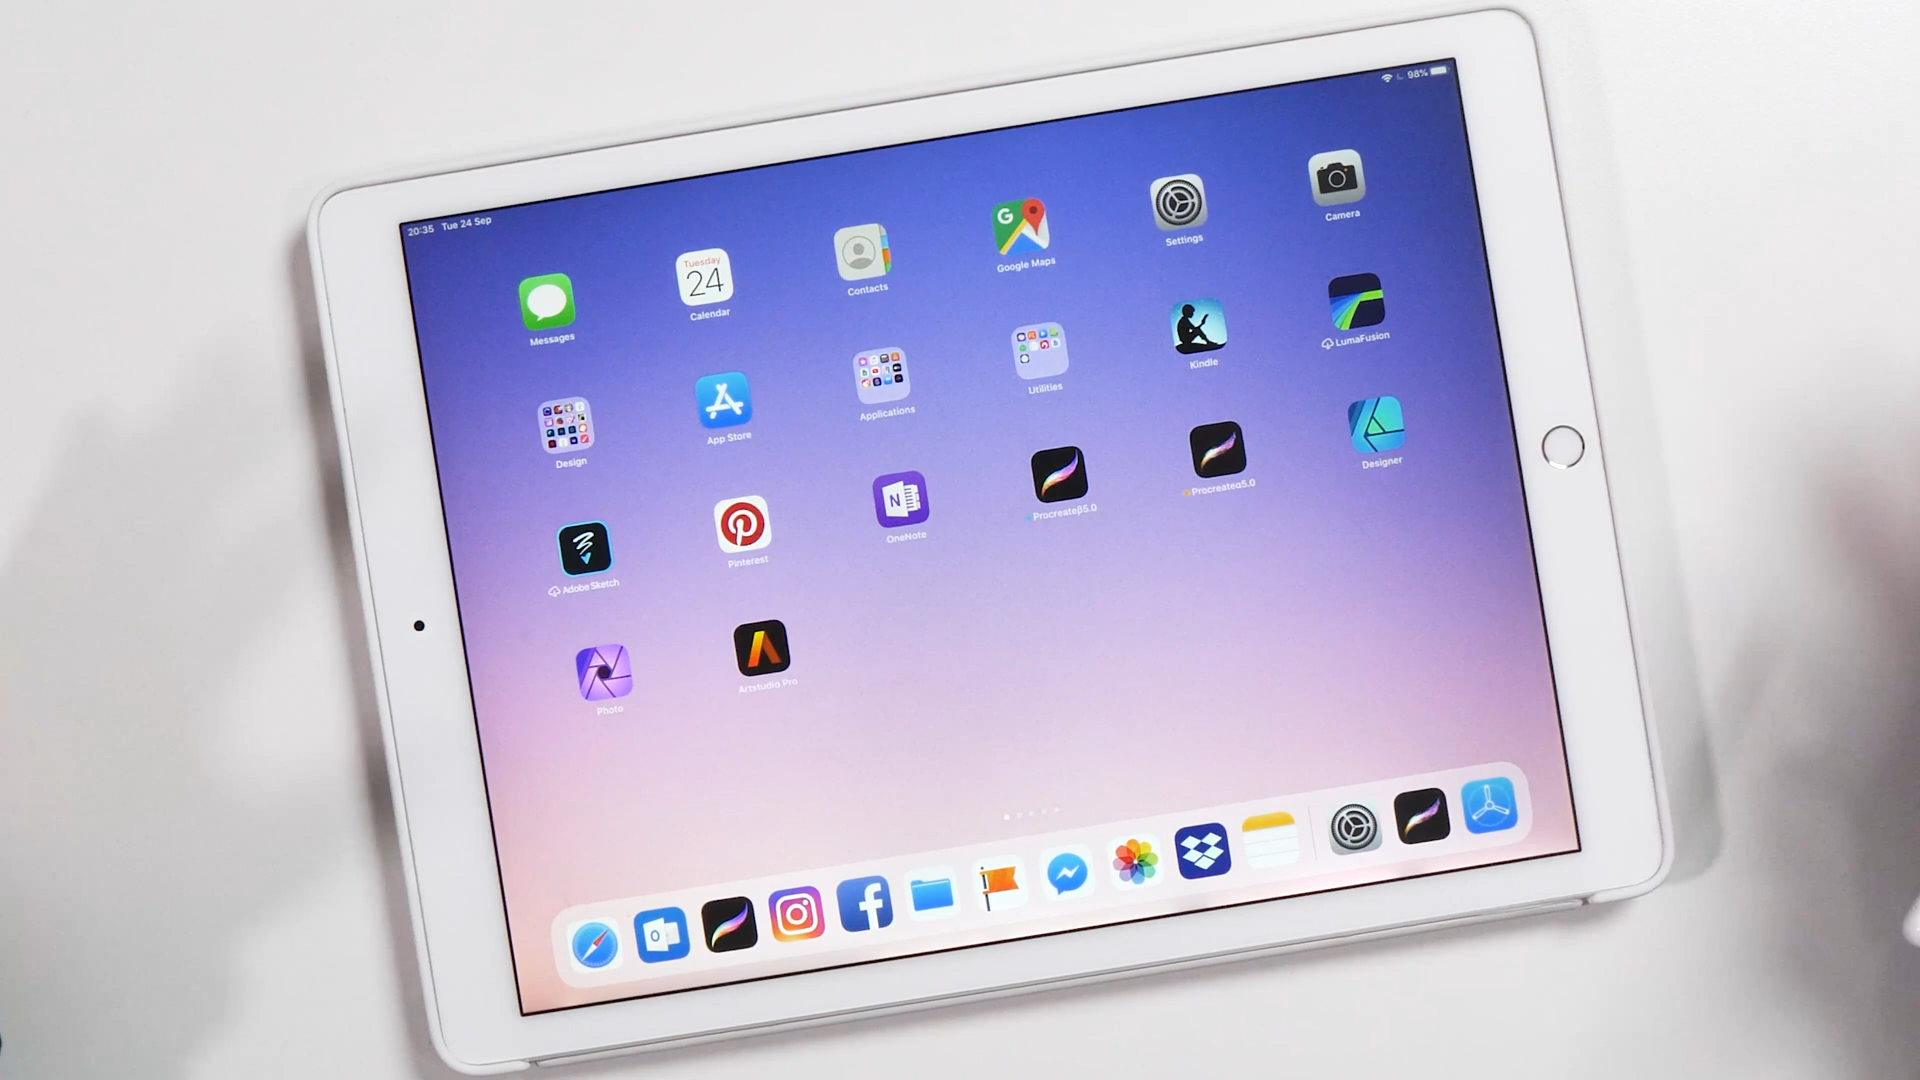 20:35 Tue 24 Sep
98%
Messages
Tuesday
24
Calendar
Contacts
G
Google Maps
Settings
Camera
Design
App Store
Applications
Utilities
Kindle
LumaFusion
Adobe Sketch
Pinterest
N
OneNote
Procreateβ5.0
Procreateα5.0
Designer
Photo
Artstudio Pro